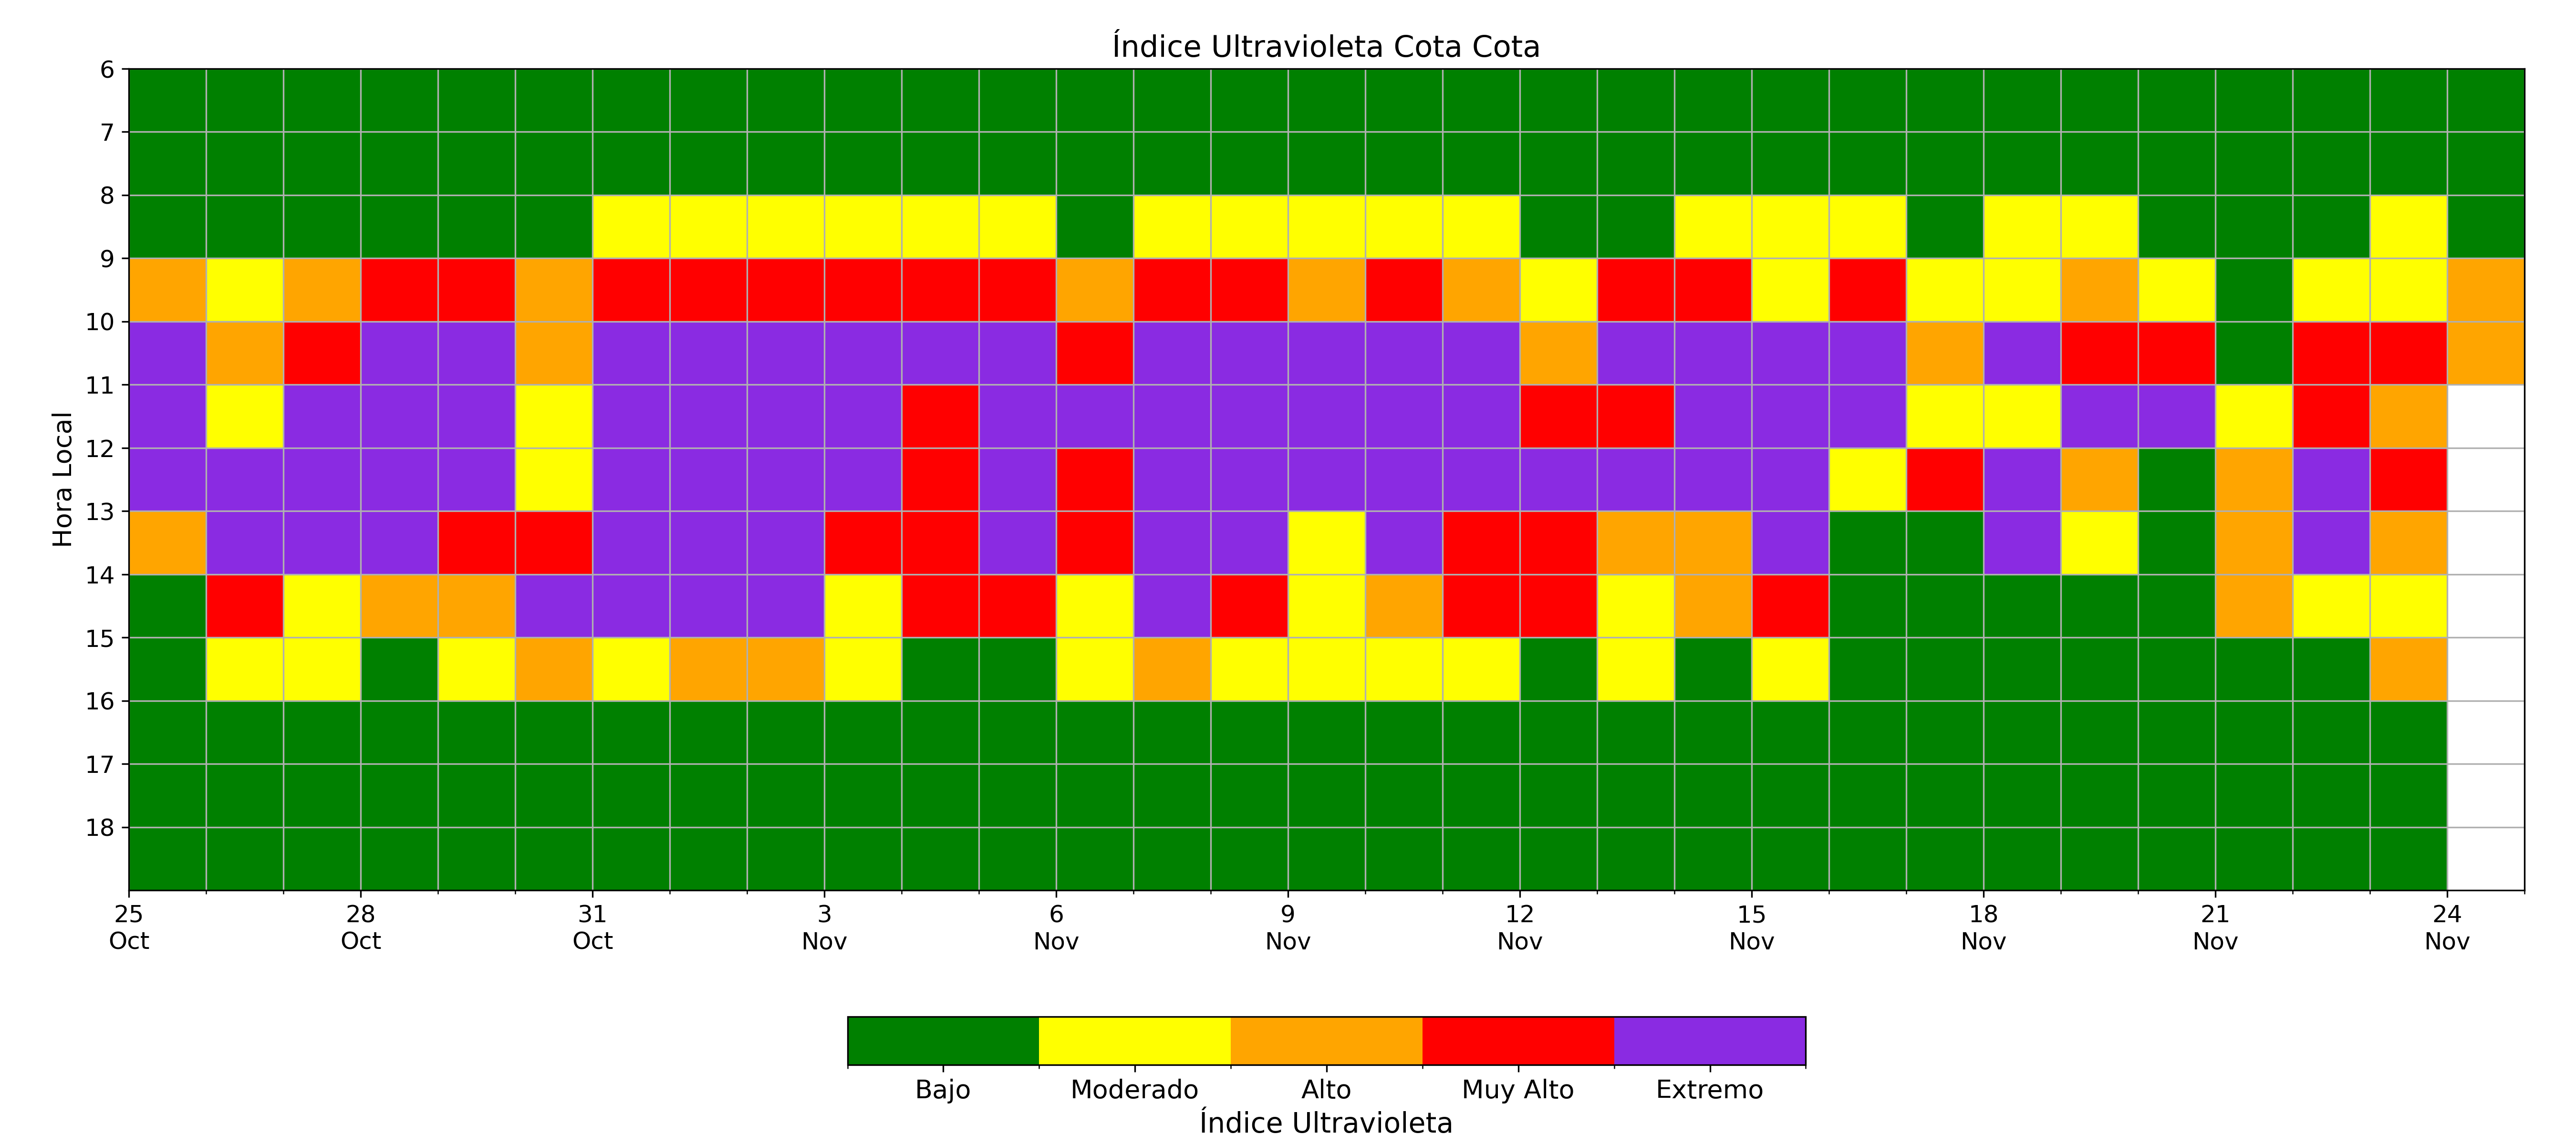 Índice Ultravioleta Cota Cota
Hora Local
6
7
8
9
10
11
12
13
14
15
16
17
18
25 28 31 3 6 9 12 15 18 21 24
Oct Oct Oct Nov Nov Nov Nov Nov Nov Nov Nov
Bajo Moderado Alto Muy Alto Extremo
Índice Ultravioleta